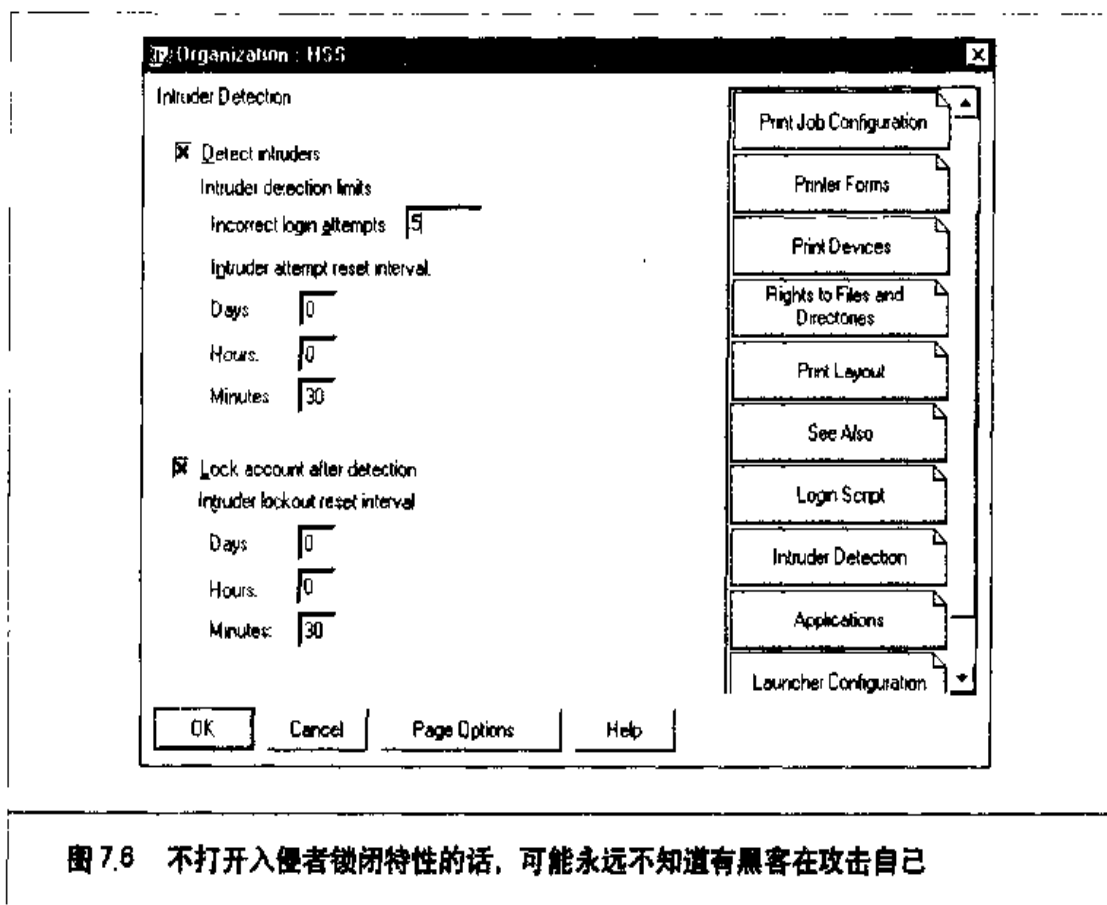 Organization : HSS
Intruder Detection
Detect intruders
Intruder detection limits
Incorrect login attempts 5
Intruder attempt reset interval.
Days 0
Hours. 0
Minutes 30
Lock account after detection
Intruder lockout reset interval
Days 0
Hours. 0
Minutes: 30
Print Job Configuration
Printer Forms
Print Devices
Rights to Files and
Directories
Print Layout
See Also
Login Script
Intruder Detection
Applications
Launcher Configuration
OK Cancel Page Options Help
图 7.6 不打开入侵者锁闭特性的话，可能永远不知道有黑客在攻击自己